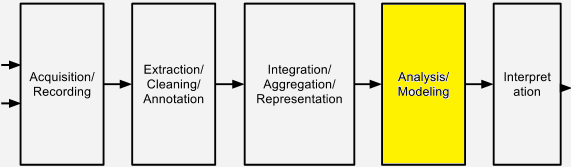 Acquisition/
Recording
Extraction/
Cleaning/
Annotation
Integration/
Aggregation/
Representation
Analysis/
Modeling
Interpret
ation